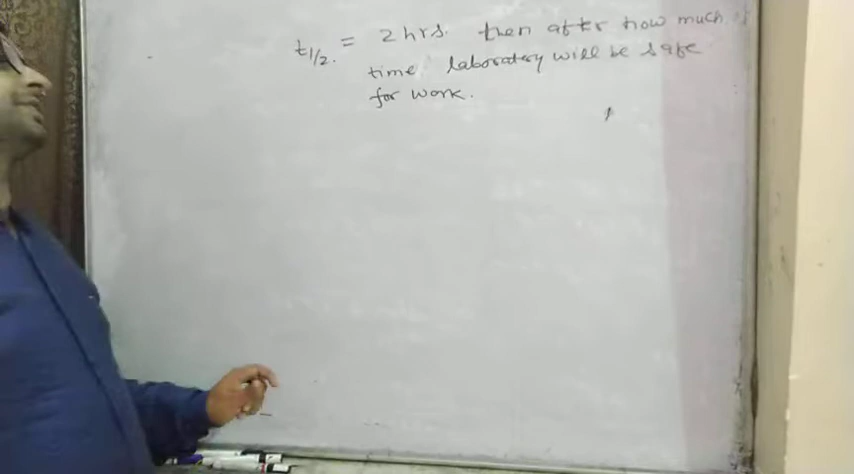 t1/2. = 2 hrs. then after how much
time laboratory will be safe
for work.